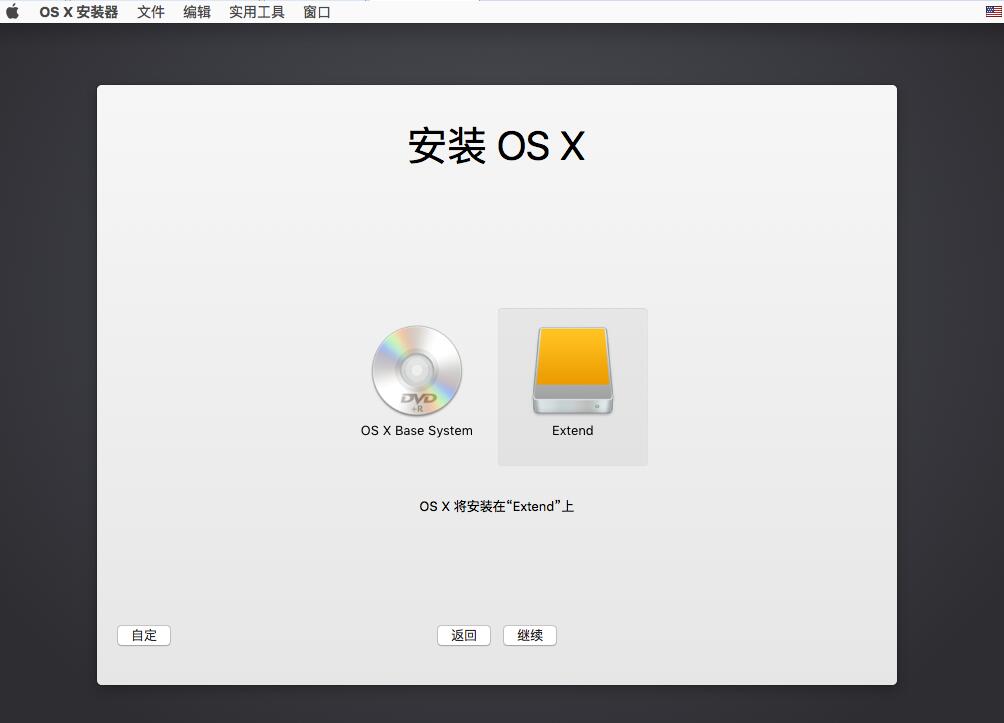 OS X 安装器 文件 编辑 实用工具 窗口
安装 OS X
DVD
+R
OS X Base System
Extend
OS X 将安装在“Extend”上
自定
返回
继续